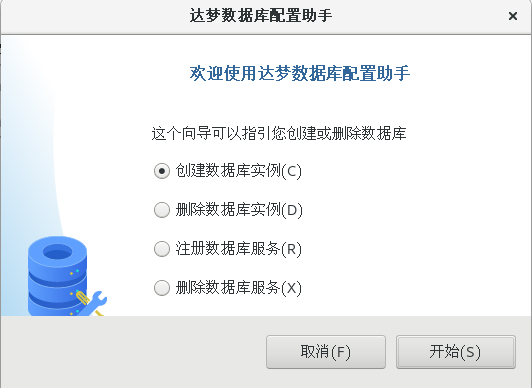 达梦数据库配置助手
欢迎使用达梦数据库配置助手
这个向导可以指引您创建或删除数据库
创建数据库实例(C)
删除数据库实例(D)
注册数据库服务(R)
删除数据库服务(X)
取消(F)
开始(S)